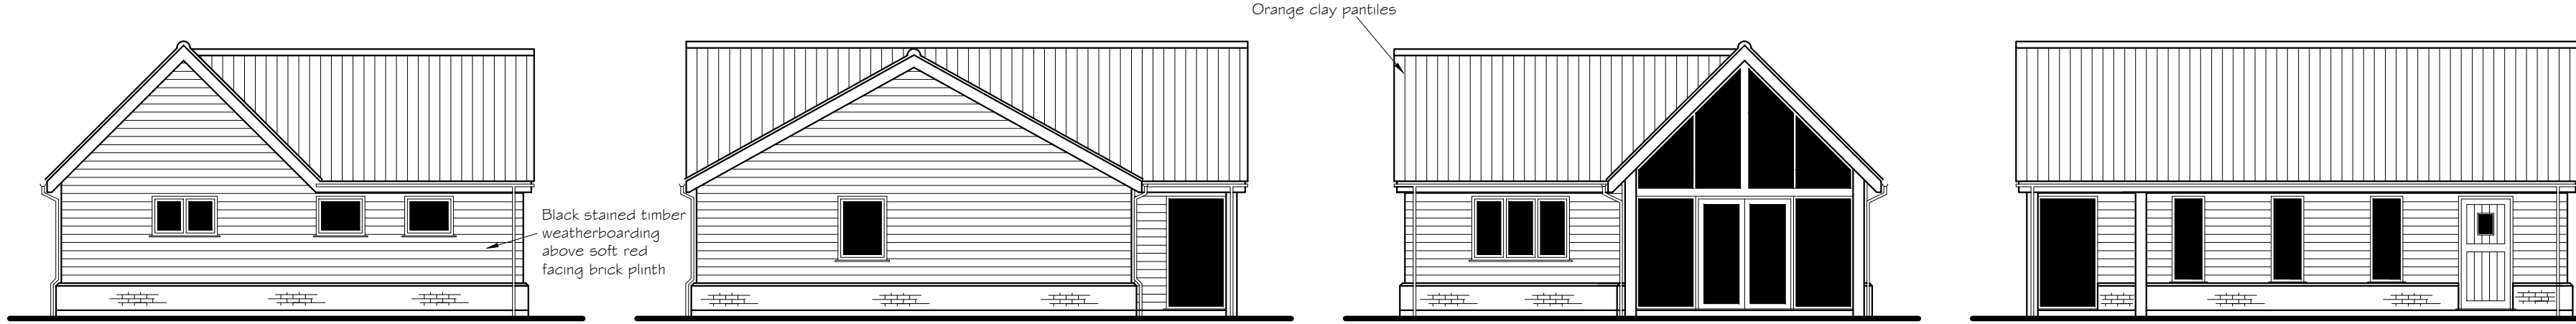 Orange clay pantiles
Black stained timber
weatherboarding
above soft red
facing brick plinth